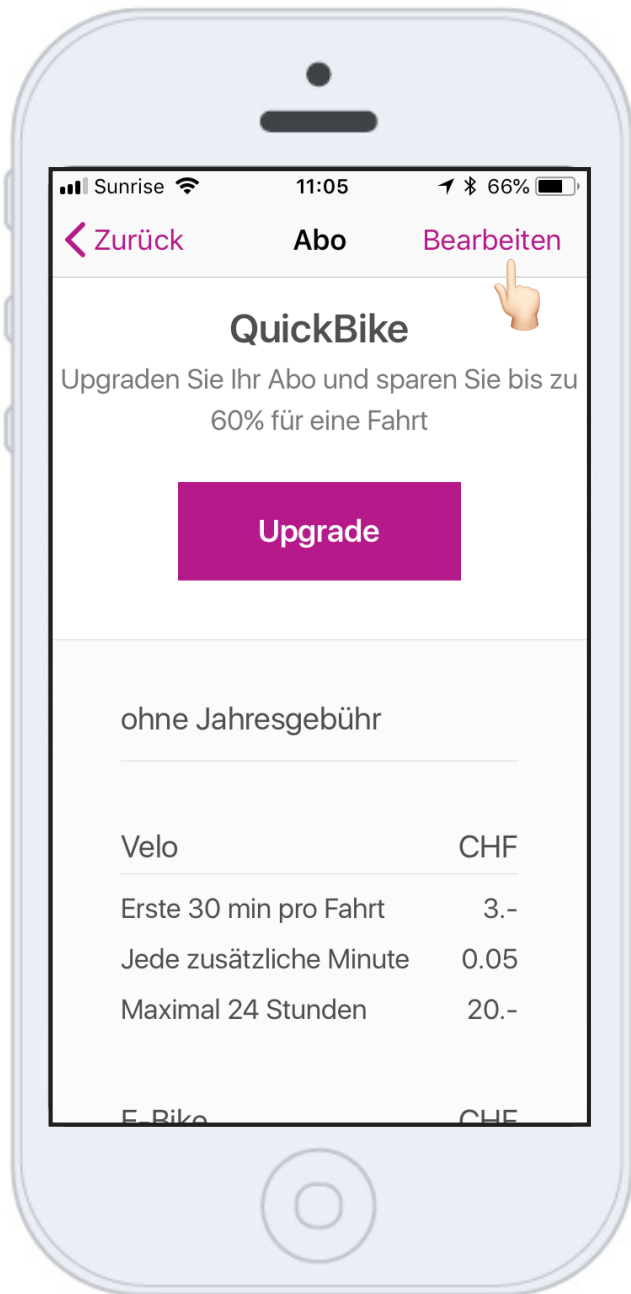 Sunrise 11:05 66%
Zurück Abo Bearbeiten
QuickBike
Upgraden Sie Ihr Abo und sparen Sie bis zu
60% für eine Fahrt
Upgrade
ohne Jahresgebühr
Velo CHF
Erste 30 min pro Fahrt 3.-
Jede zusätzliche Minute 0.05
Maximal 24 Stunden 20.-
E-Bike CHF